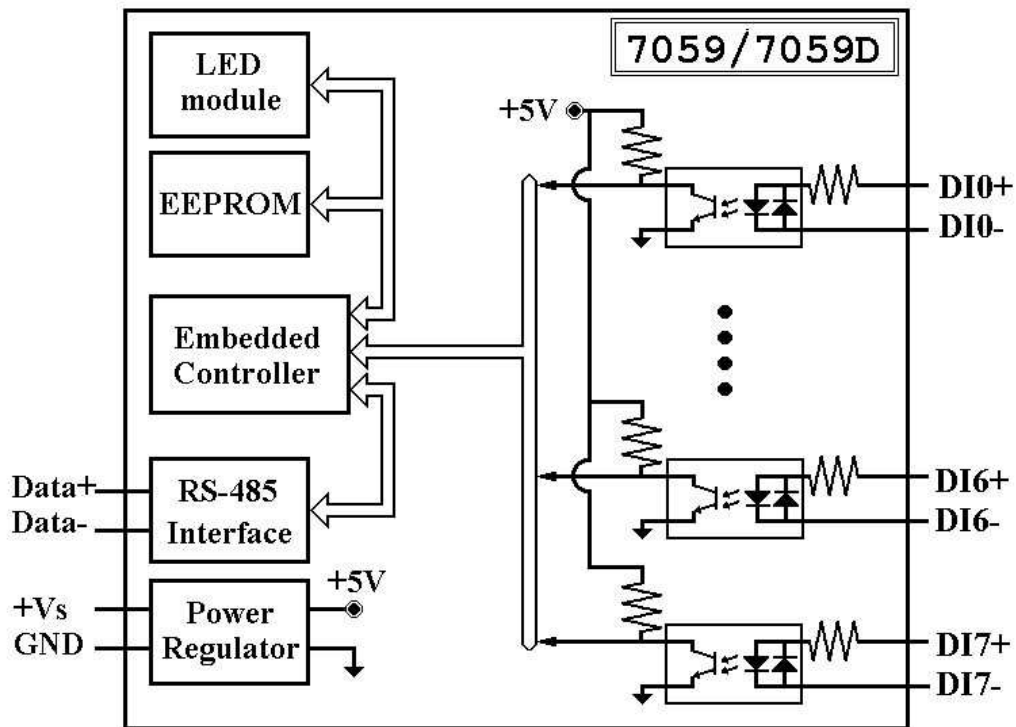 7059/7059D
LED
module
EEPROM
Embedded
Controller
RS-485
Interface
Power
Regulator
Data+
Data-
+Vs
GND
+5V
+5V
DI0+
DI0-
DI6+
DI6-
DI7+
DI7-